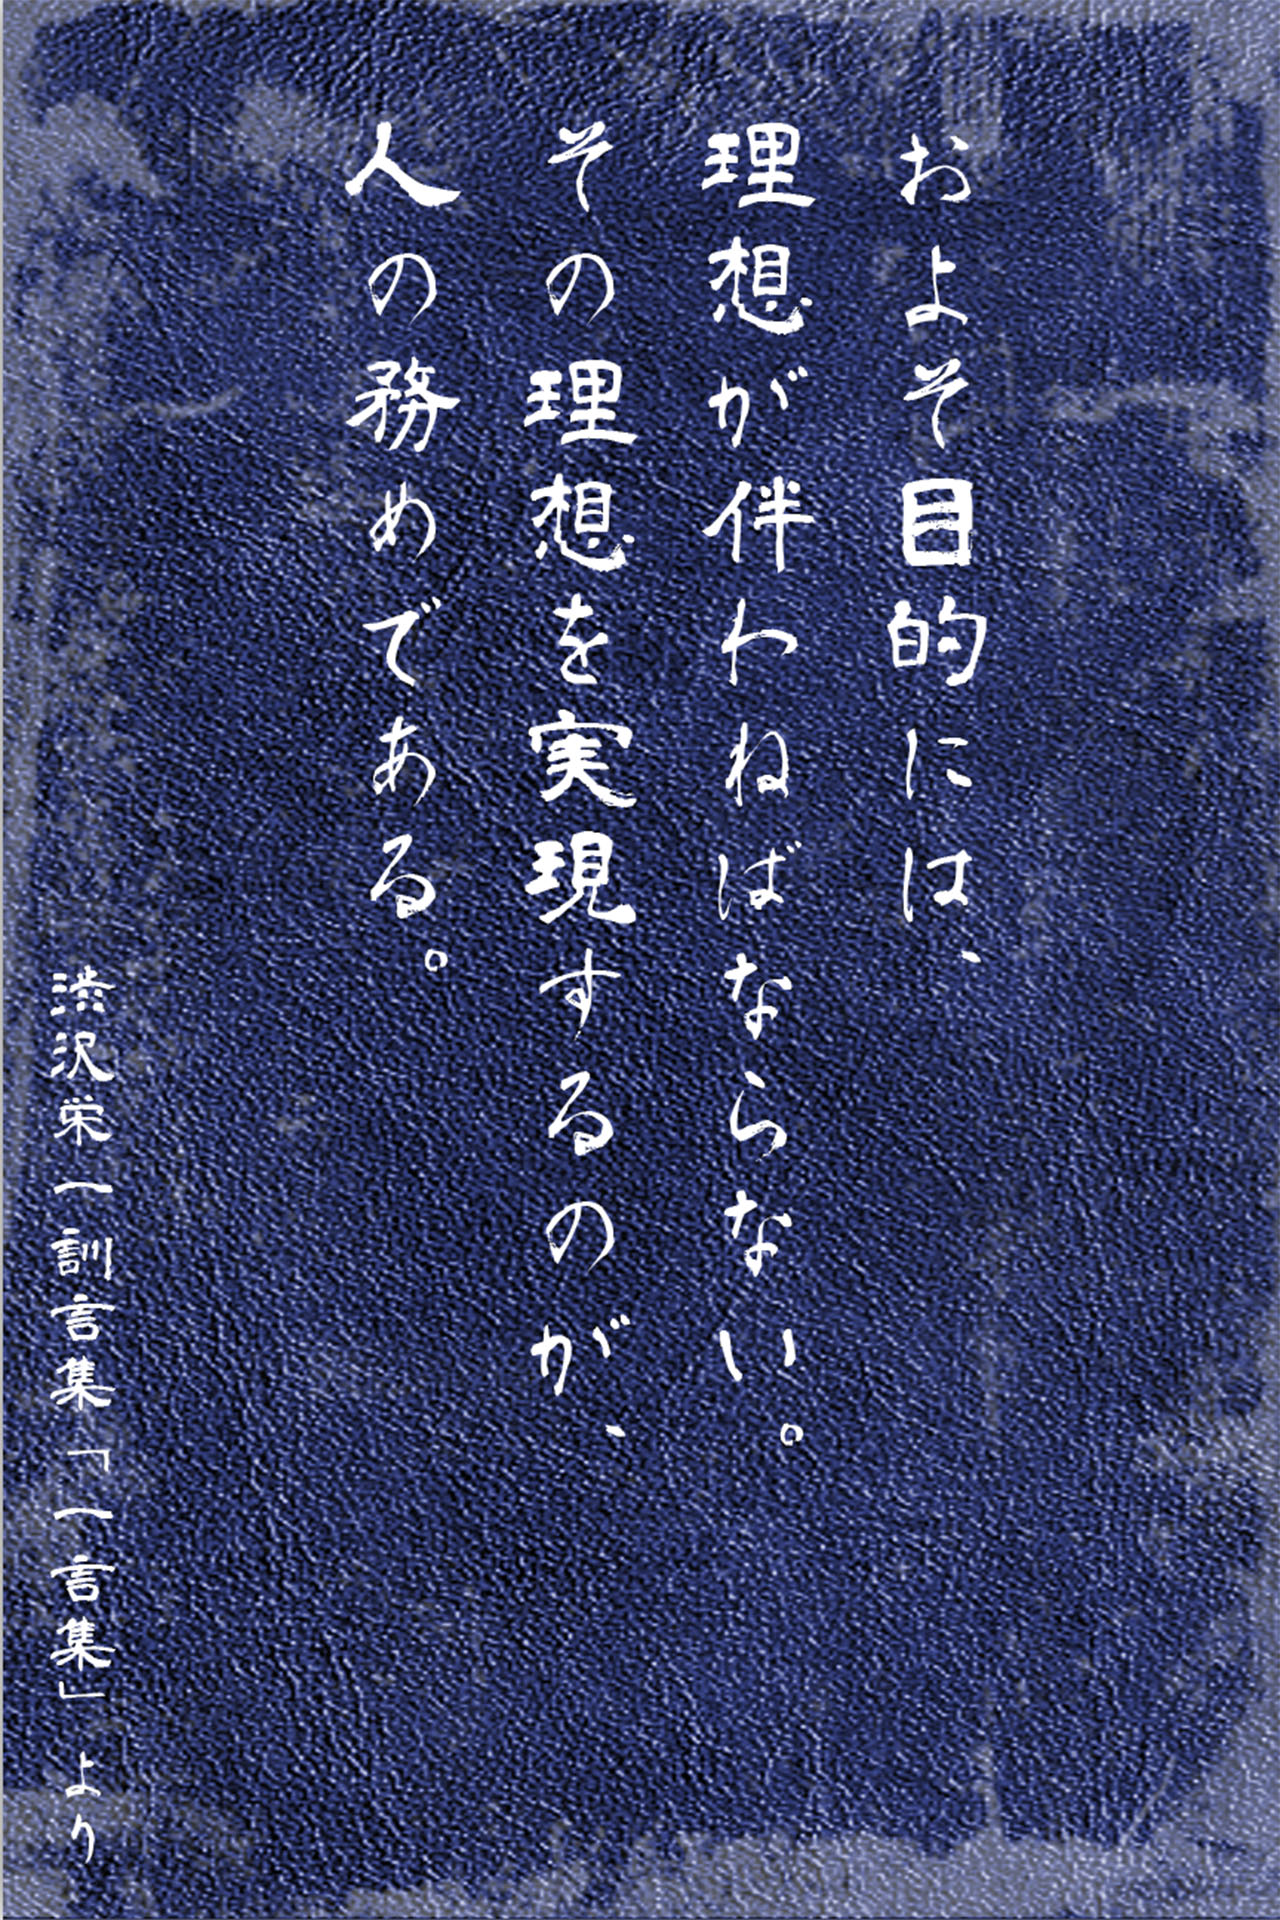 およそ目的には、
理想が伴わねばならない。
その理想を実現するのが、
人の務めである。
渋沢栄一訓言集「一言集」より